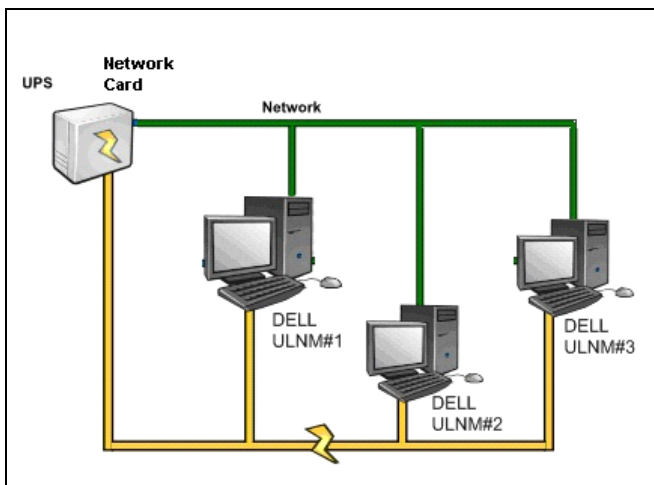 Network
Card
UPS
Network
DELL
ULNM#1
DELL
ULNM#2
DELL
ULNM#3